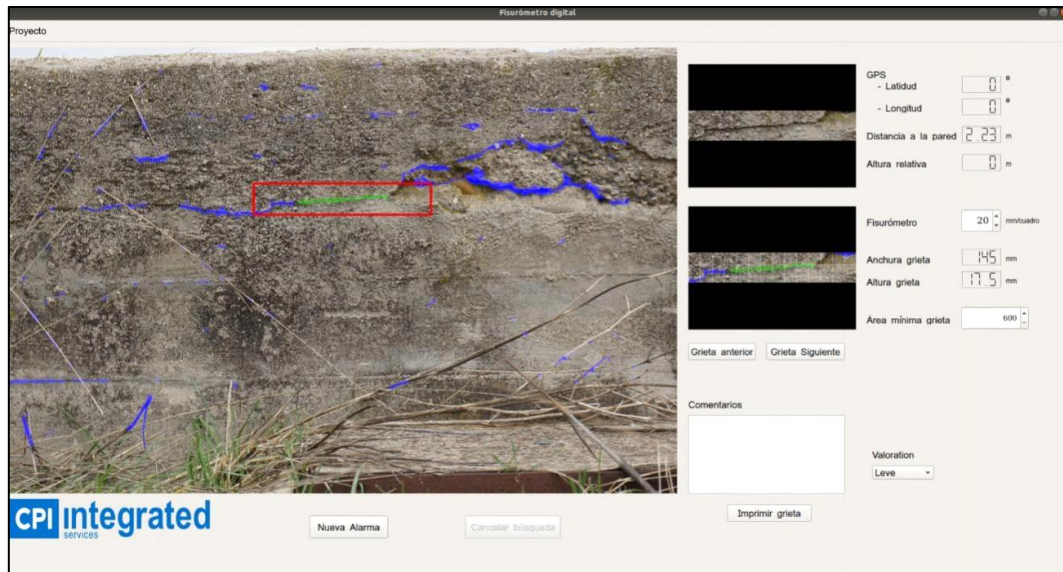 Fisurómetro digital
Proyecto
GPS
- Latidud 0 °
- Longitud 0 °
Distancia a la pared 2.23 m
Altura relativa 0 m
Fisurómetro 20 mm/cuadro
Anchura grieta 145 mm
Altura grieta 17.5 mm
Área mínima grieta 600
Grieta anterior Grieta Siguiente
Comentarios
Valoration
Leve
Imprimir grieta
CPI integrated
services
Nueva Alarma Cancelar búsqueda